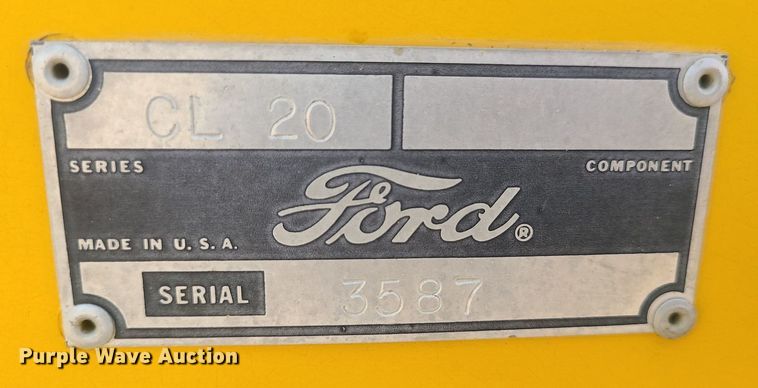 CL 20
SERIES
COMPONENT
Ford®
MADE IN U.S.A.
SERIAL 3587
Purple Wave Auction